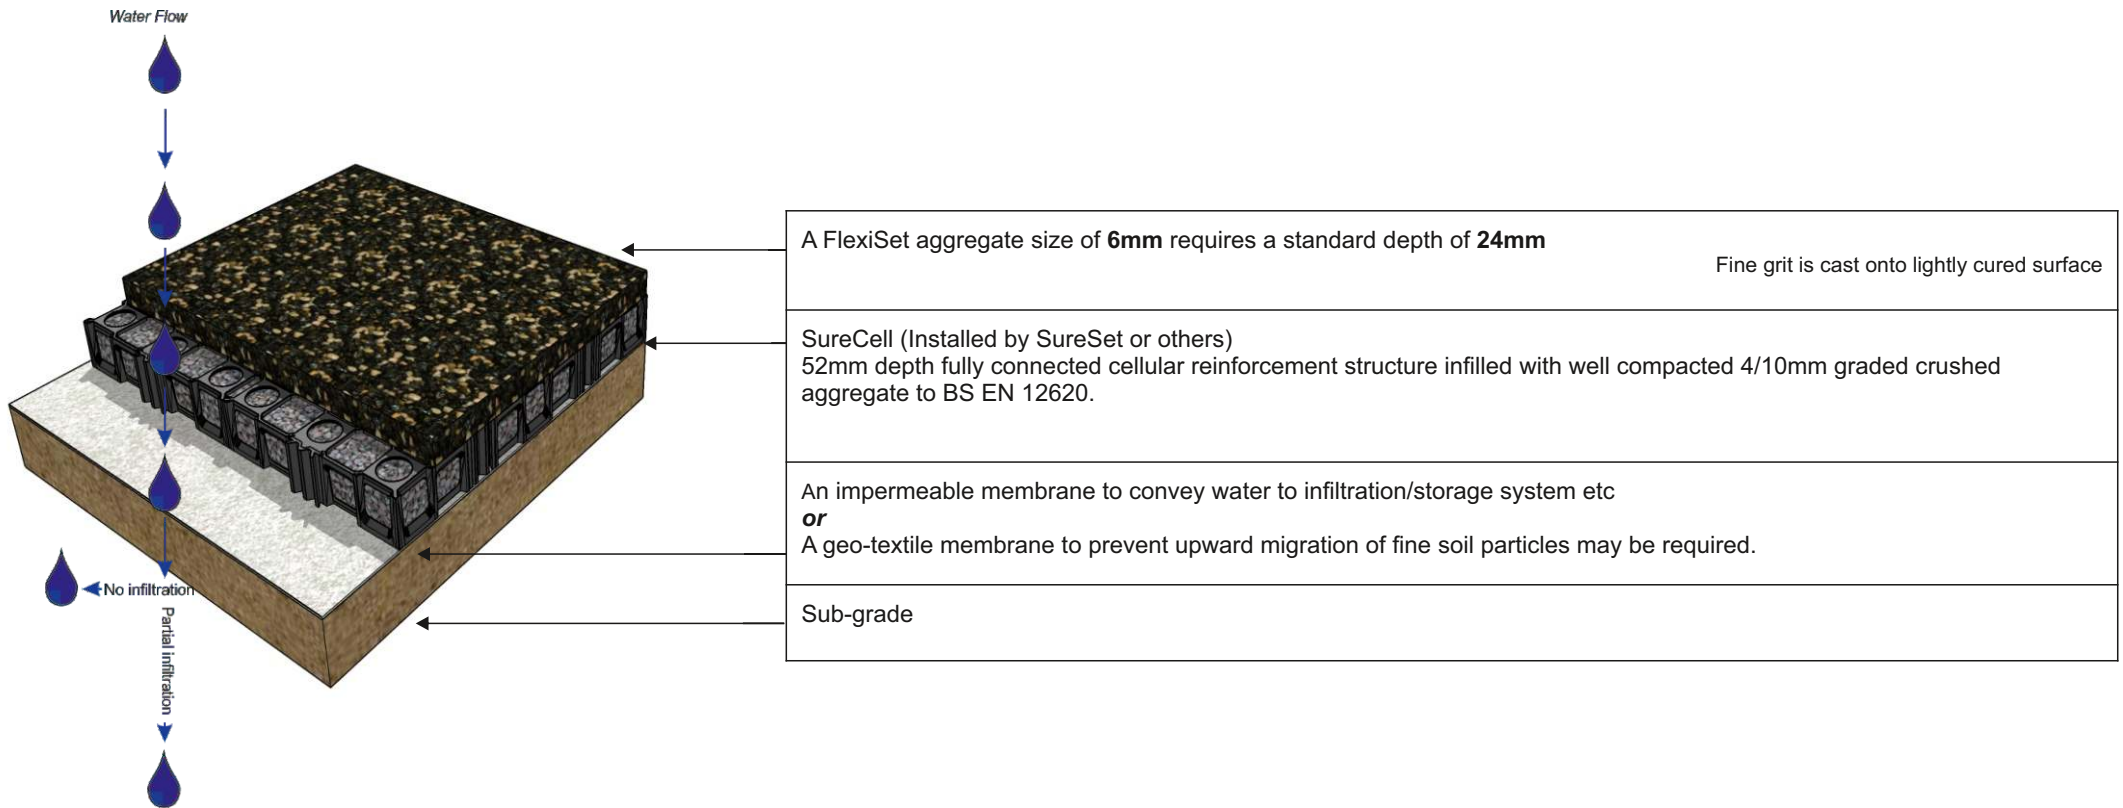 Water Flow
A FlexiSet aggregate size of 6mm requires a standard depth of 24mm
Fine grit is cast onto lightly cured surface
SureCell (Installed by SureSet or others)
52mm depth fully connected cellular reinforcement structure infilled with well compacted 4/10mm graded crushed
aggregate to BS EN 12620.
An impermeable membrane to convey water to infiltration/storage system etc
or
A geo-textile membrane to prevent upward migration of fine soil particles may be required.
No infiltration
Partial infiltration
Sub-grade